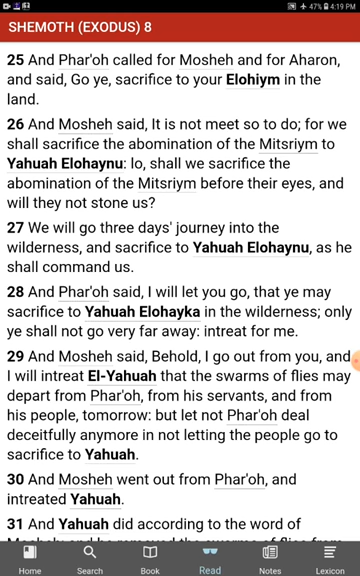 47% 4:19 PM
SHEMOTH (EXODUS) 8
25 And Phar'oh called for Mosheh and for Aharon,
and said, Go ye, sacrifice to your Elohiym in the
land.
26 And Mosheh said, It is not meet so to do; for we
shall sacrifice the abomination of the Mitsriym to
Yahuah Elohaynu: lo, shall we sacrifice the
abomination of the Mitsriym before their eyes, and
will they not stone us?
27 We will go three days' journey into the
wilderness, and sacrifice to Yahuah Elohaynu, as he
shall command us.
28 And Phar'oh said, I will let you go, that ye may
sacrifice to Yahuah Elohayka in the wilderness; only
ye shall not go very far away: intreat for me.
29 And Mosheh said, Behold, I go out from you, and
I will intreat El-Yahuah that the swarms of flies may
depart from Phar'oh, from his servants, and from
his people, tomorrow: but let not Phar'oh deal
deceitfully anymore in not letting the people go to
sacrifice to Yahuah.
30 And Mosheh went out from Phar'oh, and
intreated Yahuah.
31 And Yahuah did according to the word of
Home Search Book Read Notes Lexicon